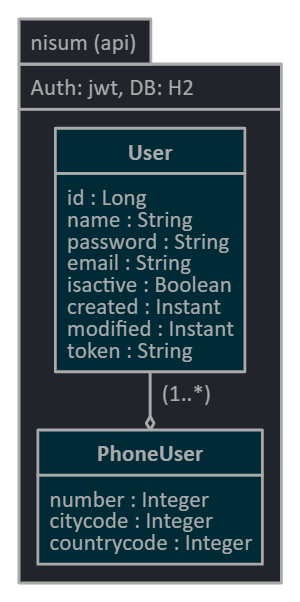 nisum (api)
Auth: jwt, DB: H2
User
id : Long
name : String
password : String
email : String
isactive : Boolean
created : Instant
modified : Instant
token : String
(1..*)
PhoneUser
number : Integer
citycode : Integer
countrycode : Integer